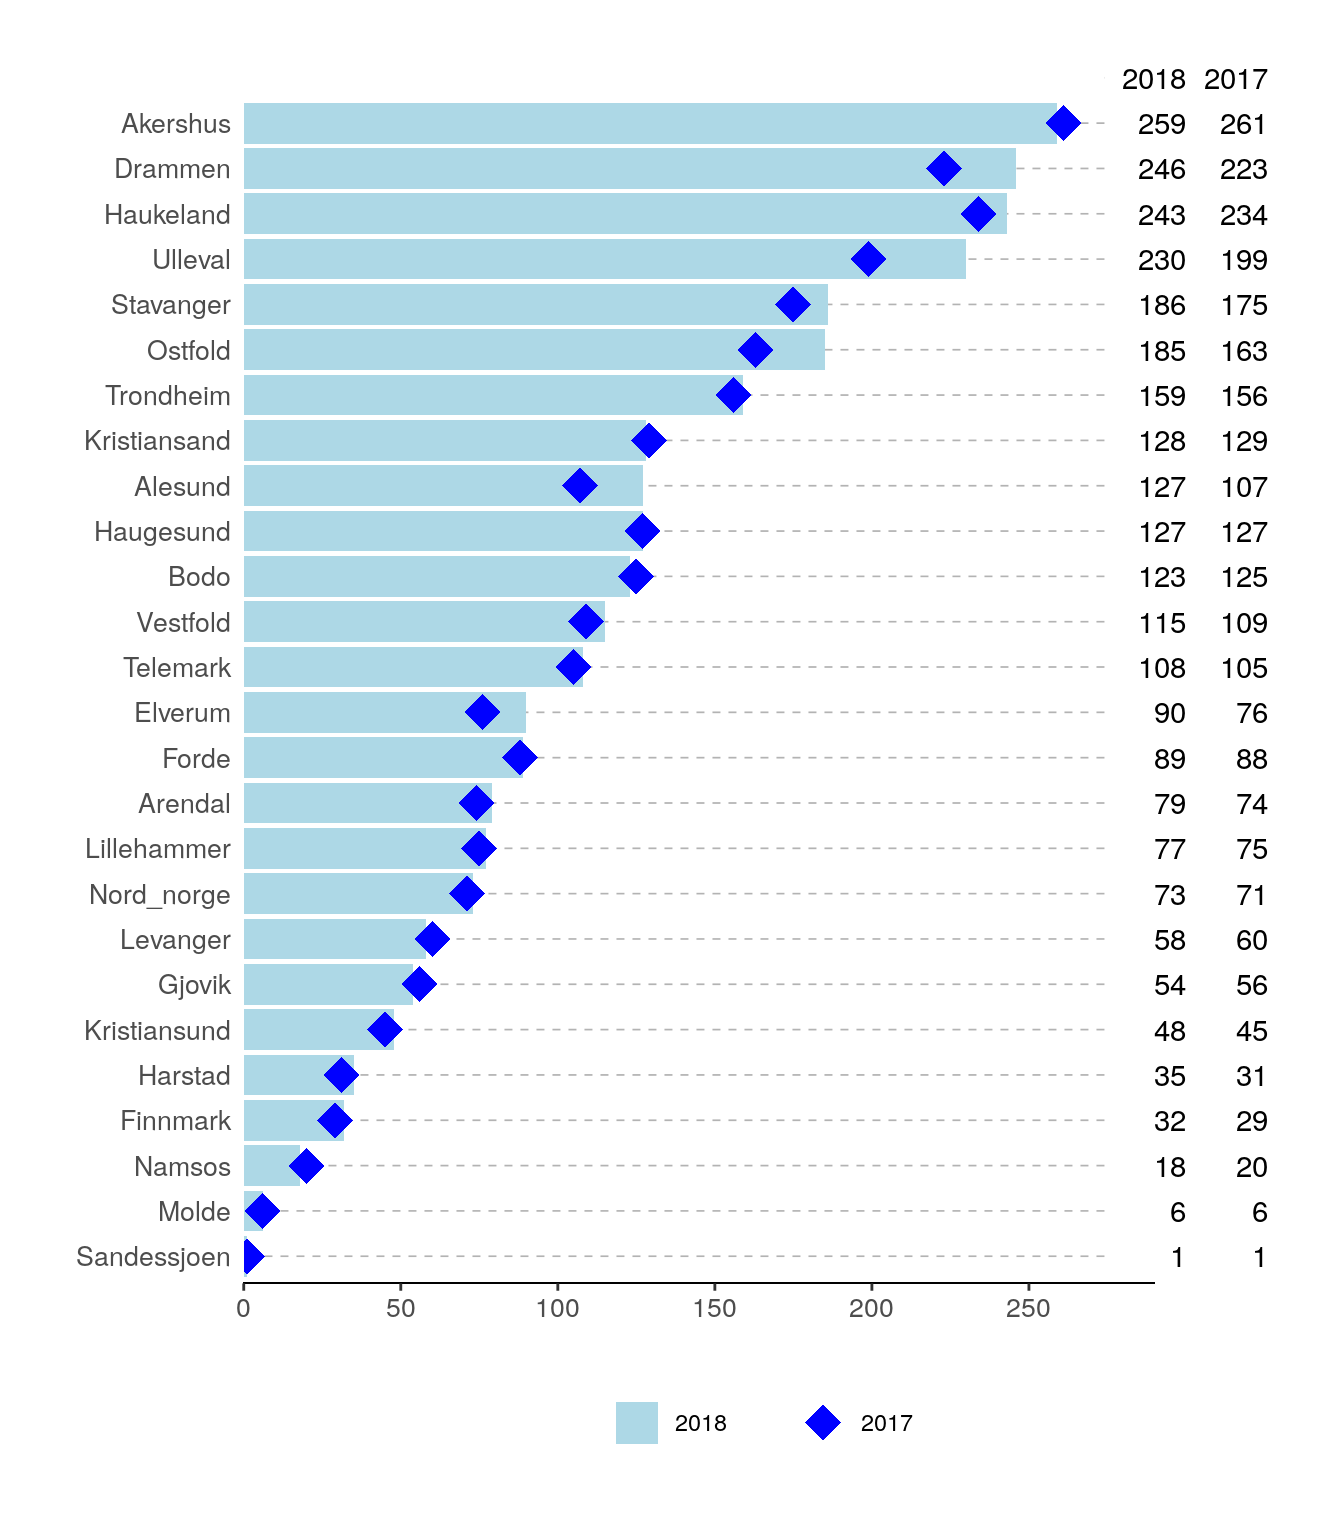 2018 2017
Akershus 259 261
Drammen 246 223
Haukeland 243 234
Ulleval 230 199
Stavanger 186 175
Ostfold 185 163
Trondheim 159 156
Kristiansand 128 129
Alesund 127 107
Haugesund 127 127
Bodo 123 125
Vestfold 115 109
Telemark 108 105
Elverum 90 76
Forde 89 88
Arendal 79 74
Lillehammer 77 75
Nord_norge 73 71
Levanger 58 60
Gjovik 54 56
Kristiansund 48 45
Harstad 35 31
Finnmark 32 29
Namsos 18 20
Molde 6 6
Sandessjoen 1 1
0 50 100 150 200 250
2018 2017